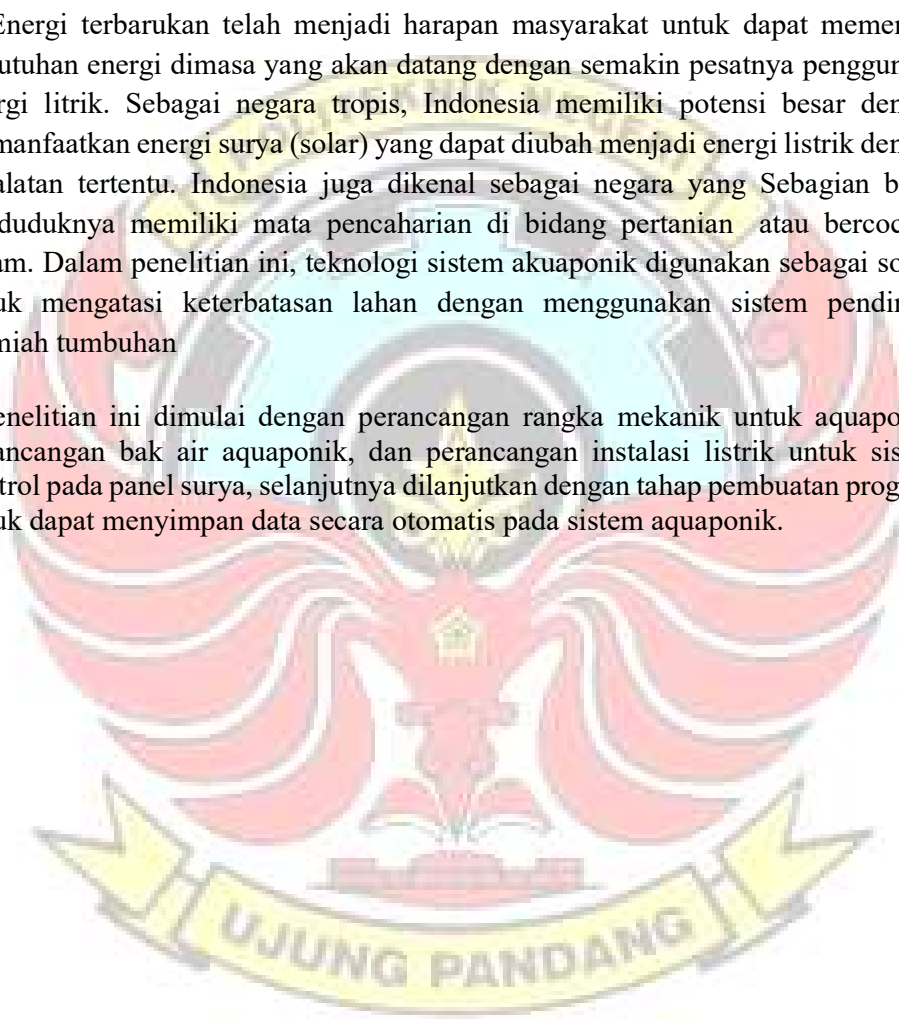 Energi terbarukan telah menjadi harapan masyarakat untuk dapat memen
utuhan energi dimasa yang akan datang dengan semakin pesatnya penggun
rgi litrik. Sebagai negara tropis, Indonesia memiliki potensi besar den
manfaatkan energi surya (solar) yang dapat diubah menjadi energi listrik den
alatan tertentu. Indonesia juga dikenal sebagai negara yang Sebagian b
duduknya memiliki mata pencaharian di bidang pertanian atau bercoc
am. Dalam penelitian ini, teknologi sistem akuaponik digunakan sebagai so
uk mengatasi keterbatasan lahan dengan menggunakan sistem pendin
miah tumbuhan
enelitian ini dimulai dengan perancangan rangka mekanik untuk aquapo
ancangan bak air aquaponik, dan perancangan instalasi listrik untuk sis
trol pada panel surya, selanjutnya dilanjutkan dengan tahap pembuatan prog
uk dapat menyimpan data secara otomatis pada sistem aquaponik.
UJUNG PANDANG